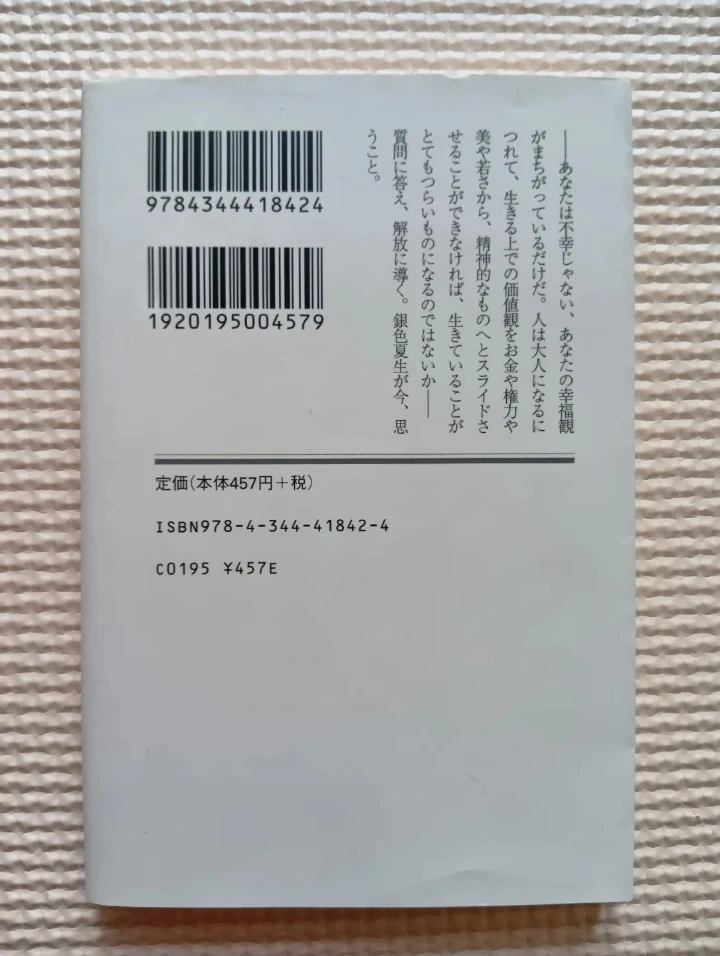 9784344418424
1920195004579
――あなたは不幸じゃない、あなたの幸福観
がまちがっているだけだ。人は大人になるに
つれて、生きる上での価値観をお金や権力や
美や若さから、精神的なものへとスライドさ
せることができなければ、生きていることが
とてもつらいものになるのではないか――
質問に答え、解放に導く。銀色夏生が今、思
うこと。
定価(本体457円+税)
ISBN978-4-344-41842-4
C0195 ¥457E